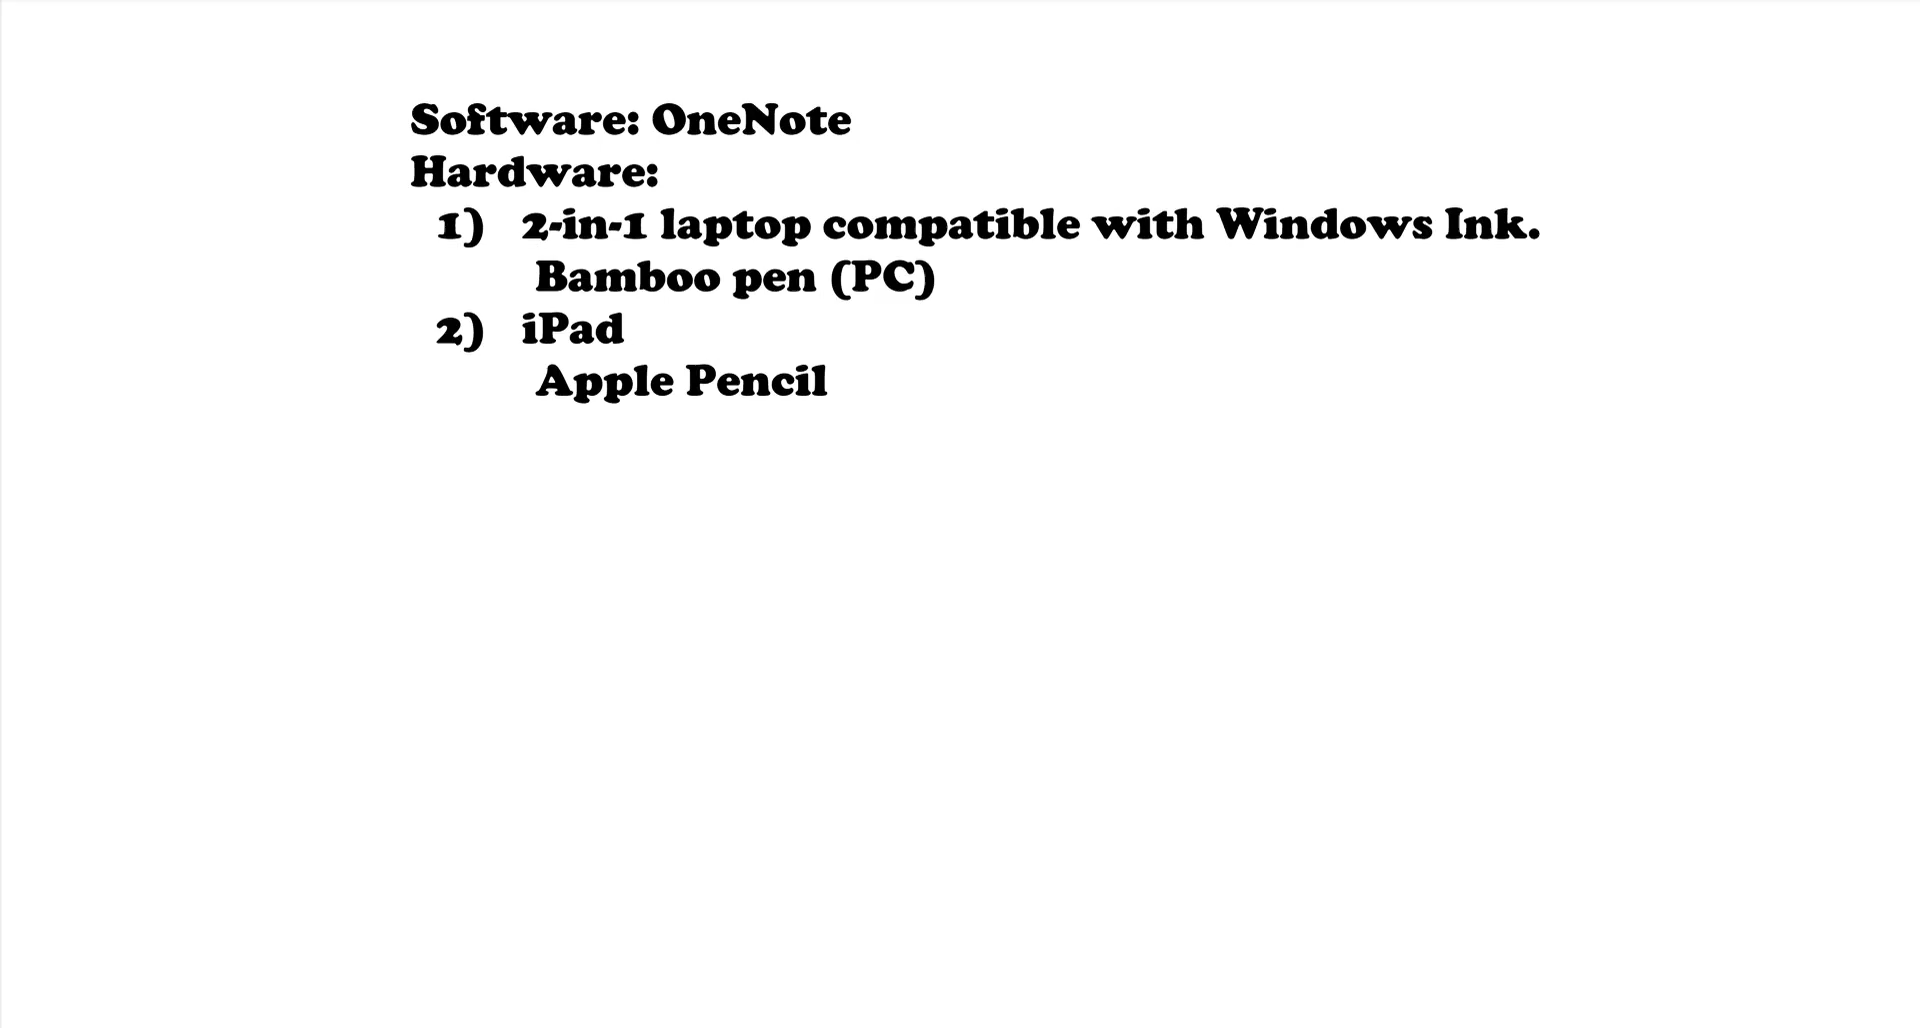 Software: OneNote
Hardware:
1) 2-in-1 laptop compatible with Windows Ink.
Bamboo pen (PC)
2) iPad
Apple Pencil